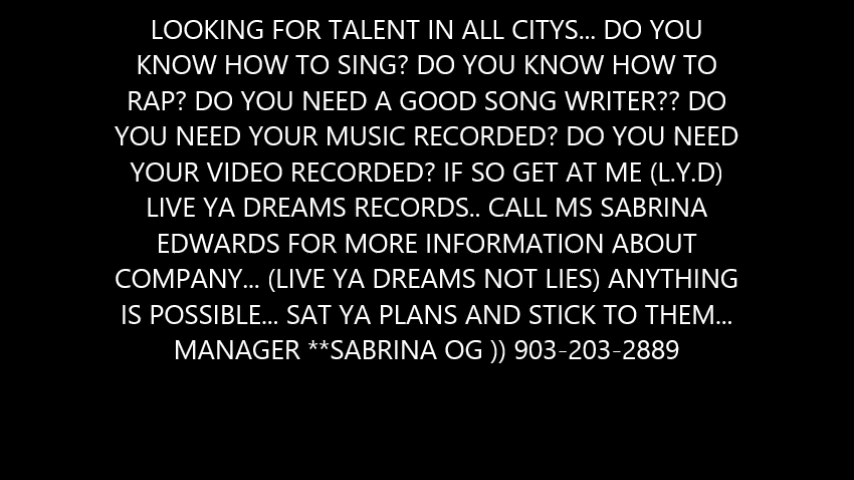 LOOKING FOR TALENT IN ALL CITYS... DO YOU
KNOW HOW TO SING? DO YOU KNOW HOW TO
RAP? DO YOU NEED A GOOD SONG WRITER?? DO
YOU NEED YOUR MUSIC RECORDED? DO YOU NEED
YOUR VIDEO RECORDED? IF SO GET AT ME (L.Y.D)
LIVE YA DREAMS RECORDS.. CALL MS SABRINA
EDWARDS FOR MORE INFORMATION ABOUT
COMPANY... (LIVE YA DREAMS NOT LIES) ANYTHING
IS POSSIBLE... SAT YA PLANS AND STICK TO THEM...
MANAGER **SABRINA OG )) 903-203-2889